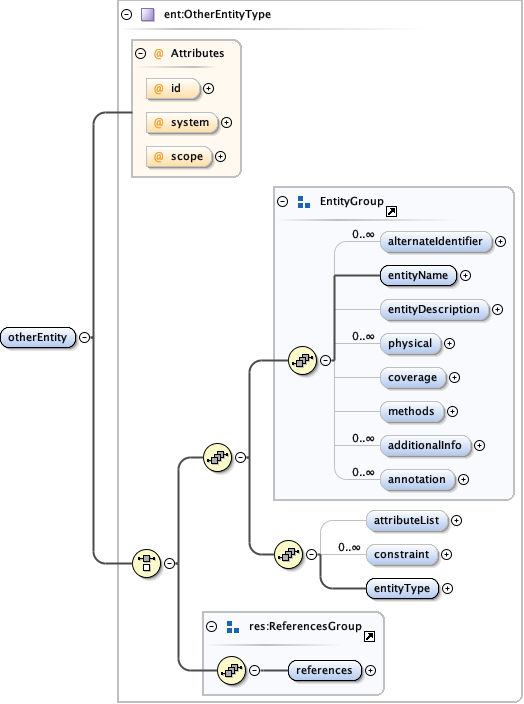 ent:OtherEntityType
@ Attributes
@ id
@ system
@ scope
EntityGroup
0..∞ alternateIdentifier
entityName
entityDescription
otherEntity
0..∞ physical
coverage
methods
0..∞ additionalInfo
0..∞ annotation
attributeList
0..∞ constraint
entityType
res:ReferencesGroup
references